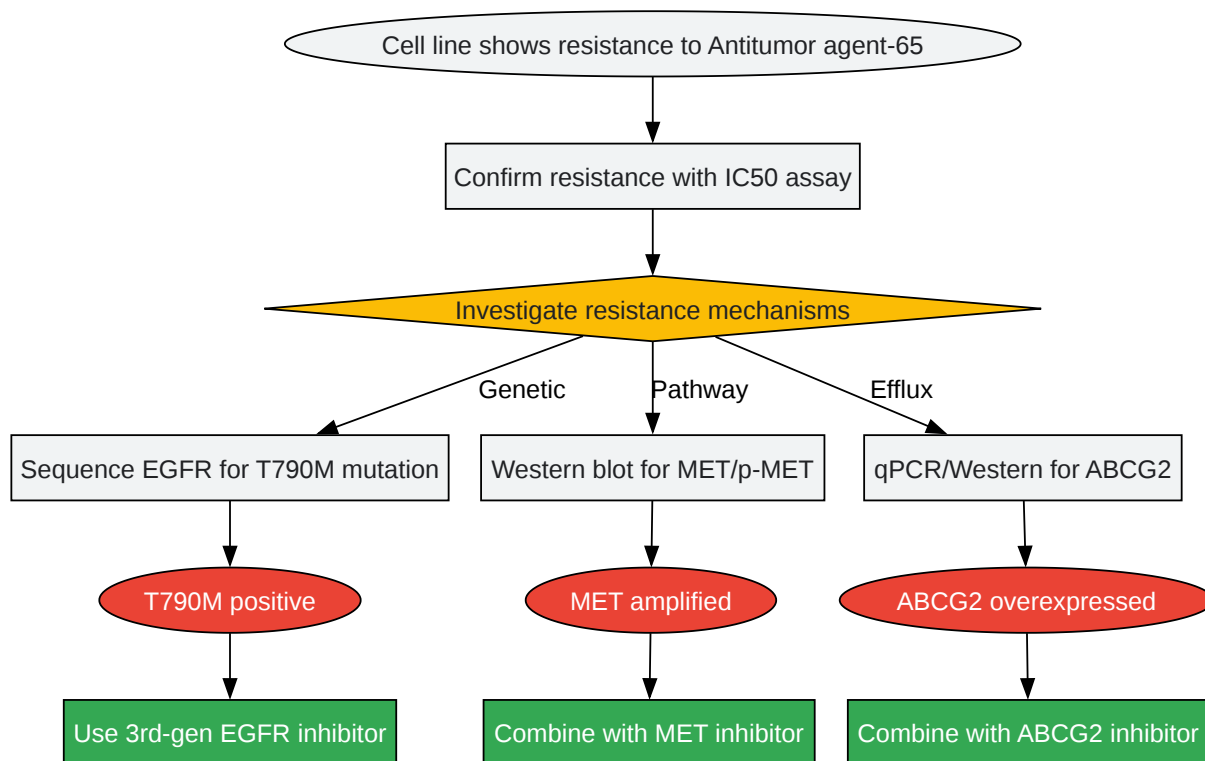 Cell line shows resistance to Antitumor agent-65
Confirm resistance with IC50 assay
Investigate resistance mechanisms
Genetic
Pathway
Efflux
Sequence EGFR for T790M mutation
Western blot for MET/p-MET
qPCR/Western for ABCG2
T790M positive
MET amplified
ABCG2 overexpressed
Use 3rd-gen EGFR inhibitor
Combine with MET inhibitor
Combine with ABCG2 inhibitor